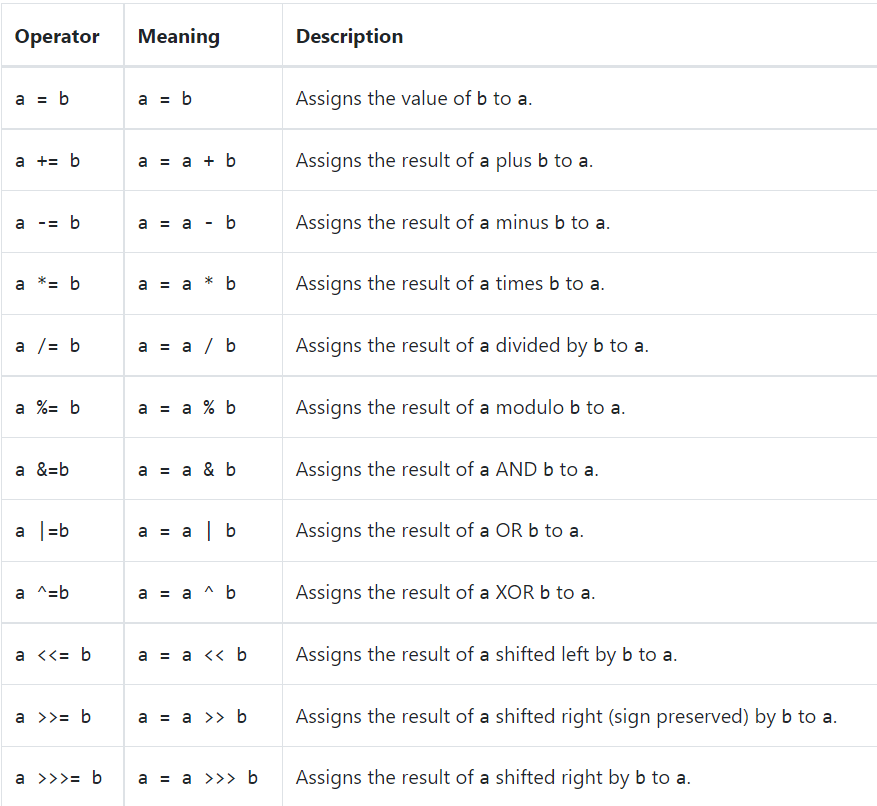 Operator Meaning Description
a = b a = b Assigns the value of b to a.
a += b a = a + b Assigns the result of a plus b to a.
a -= b a = a - b Assigns the result of a minus b to a.
a *= b a = a * b Assigns the result of a times b to a.
a /= b a = a / b Assigns the result of a divided by b to a.
a %= b a = a % b Assigns the result of a modulo b to a.
a &=b a = a & b Assigns the result of a AND b to a.
a |=b a = a | b Assigns the result of a OR b to a.
a ^=b a = a ^ b Assigns the result of a XOR b to a.
a <<= b a = a << b Assigns the result of a shifted left by b to a.
a >>= b a = a >> b Assigns the result of a shifted right (sign preserved) by b to a.
a >>>= b a = a >>> b Assigns the result of a shifted right by b to a.